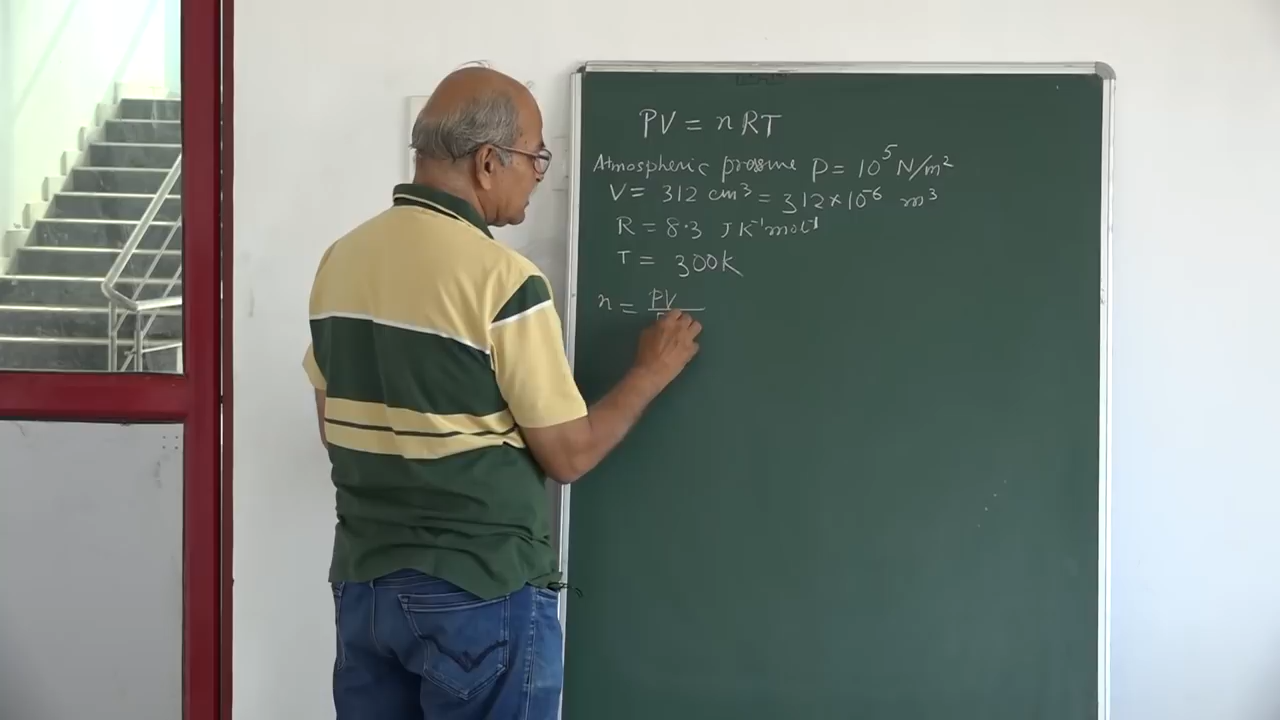 PV = nRT
Atmospheric pressure P = 10⁵ N/m²
V = 312 cm³ = 312×10⁻⁶ m³
R = 8.3 JK⁻¹mol⁻¹
T = 300K
n = PV